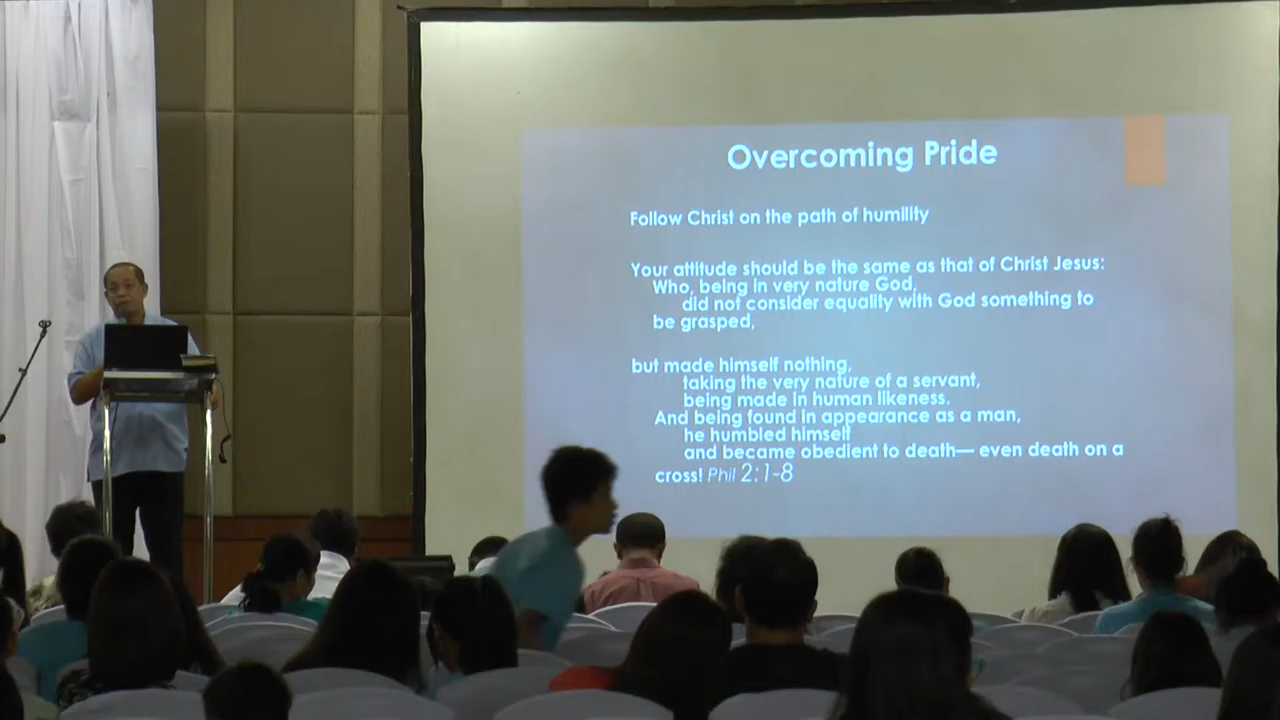 Overcoming Pride
Follow Christ on the path of humility
Your attitude should be the same as that of Christ Jesus:
Who, being in very nature God,
did not consider equality with God something to
be grasped,
but made himself nothing,
taking the very nature of a servant,
being made in human likeness.
And being found in appearance as a man,
he humbled himself
and became obedient to death— even death on a
cross! Phil 2:1-8